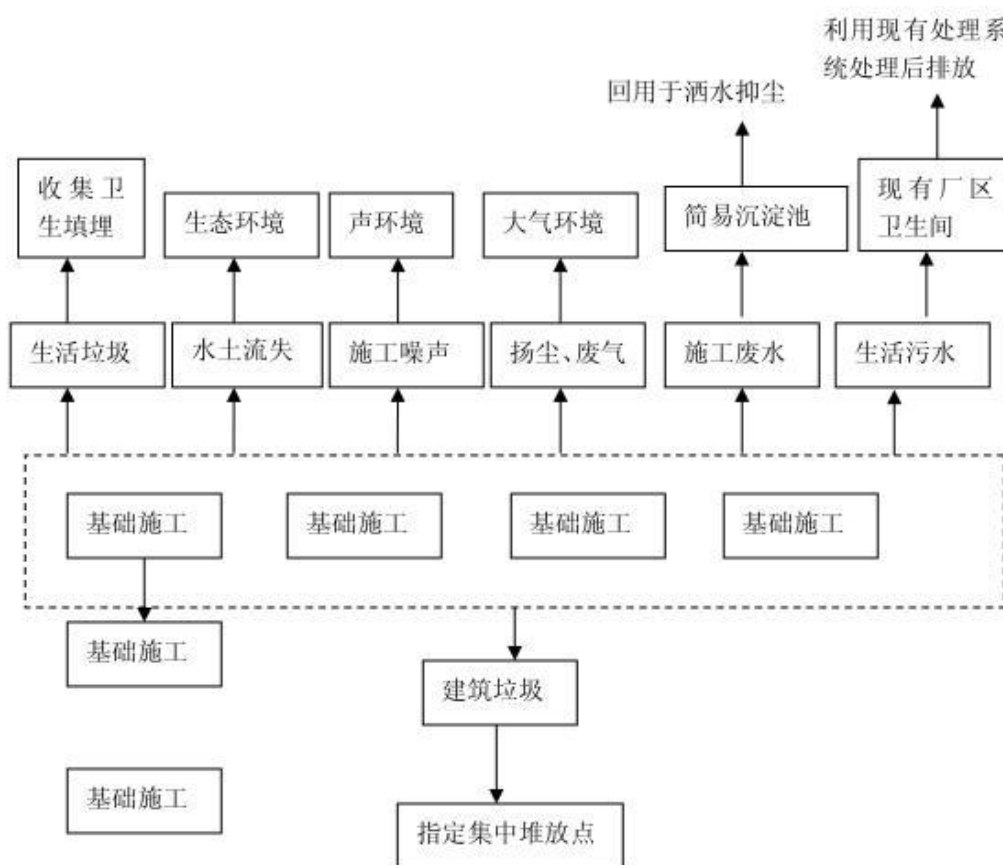 利用现有处理系
统处理后排放
回用于洒水抑尘
收集卫
生填埋
生态环境
声环境
大气环境
简易沉淀池
现有厂区
卫生间
生活垃圾
水土流失
施工噪声
扬尘、废气
施工废水
生活污水
基础施工
基础施工
基础施工
基础施工
基础施工
建筑垃圾
基础施工
指定集中堆放点